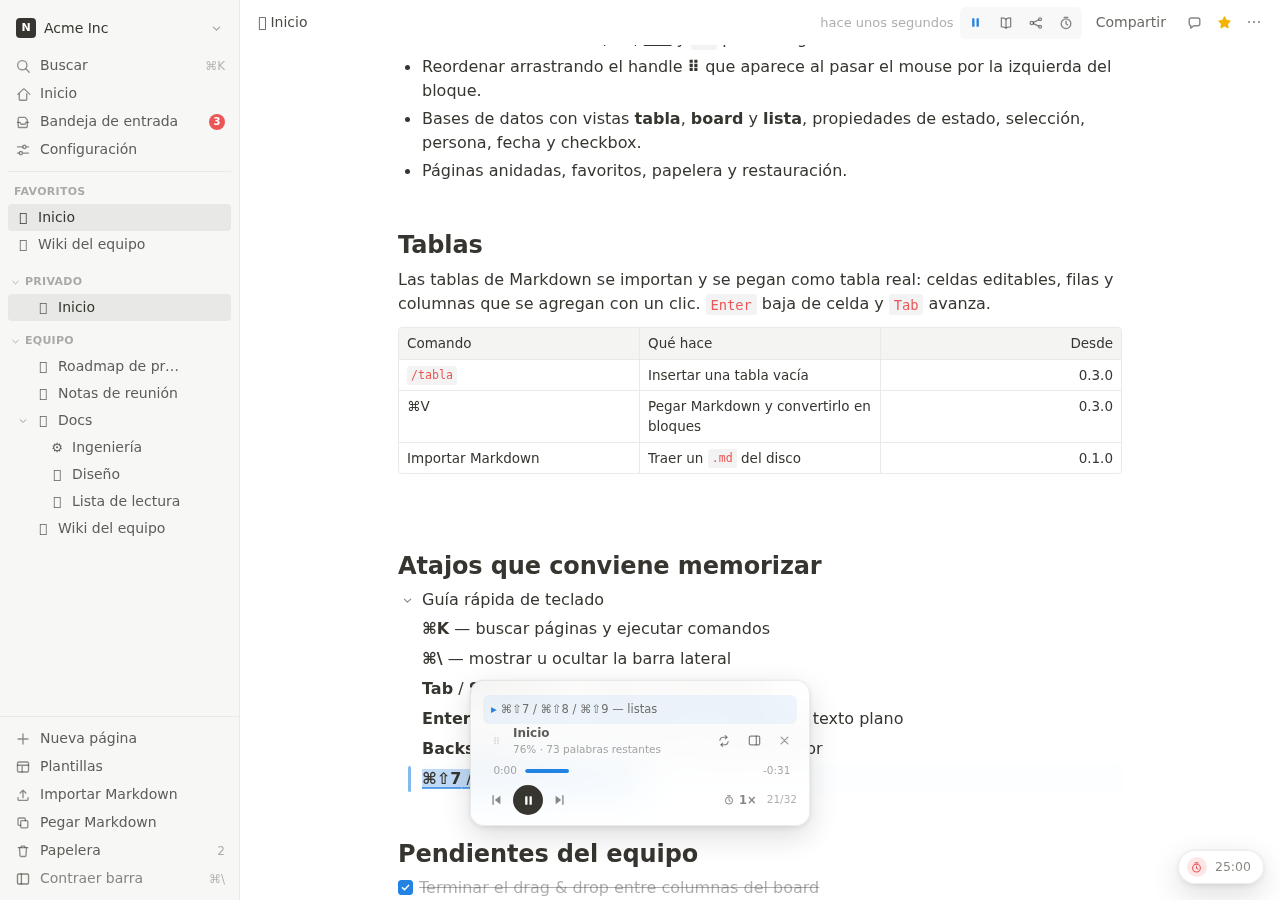 N Acme Inc
Buscar ⌘K
Inicio
Bandeja de entrada 3
Configuración
FAVORITOS
Inicio
Wiki del equipo
PRIVADO
Inicio
EQUIPO
Roadmap de pr…
Notas de reunión
Docs
Ingeniería
Diseño
Lista de lectura
Wiki del equipo
Nueva página
Plantillas
Importar Markdown
Pegar Markdown
Papelera 2
Contraer barra ⌘\
Inicio
hace unos segundos
Compartir
Reordenar arrastrando el handle ⠿ que aparece al pasar el mouse por la izquierda del
bloque.
Bases de datos con vistas tabla, board y lista, propiedades de estado, selección,
persona, fecha y checkbox.
Páginas anidadas, favoritos, papelera y restauración.
Tablas
Las tablas de Markdown se importan y se pegan como tabla real: celdas editables, filas y
columnas que se agregan con un clic. Enter baja de celda y Tab avanza.
Comando Qué hace Desde
/tabla Insertar una tabla vacía 0.3.0
⌘V Pegar Markdown y convertirlo en 0.3.0
bloques
Importar Markdown Traer un .md del disco 0.1.0
Atajos que conviene memorizar
Guía rápida de teclado
⌘K — buscar páginas y ejecutar comandos
⌘\ — mostrar u ocultar la barra lateral
Tab /
Enter texto plano
Backs
⌘⇧7 /
▸ ⌘⇧7 / ⌘⇧8 / ⌘⇧9 — listas
Inicio
76% · 73 palabras restantes
0:00 -0:31
1× 21/32
Pendientes del equipo
Terminar el drag & drop entre columnas del board
25:00